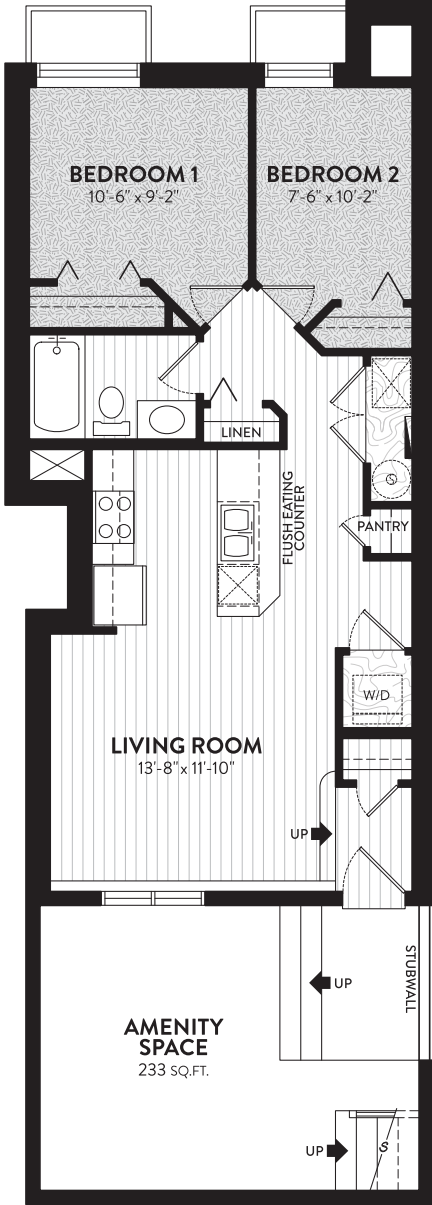 BEDROOM 1
10'-6" x 9'-2"
BEDROOM 2
7'-6" x 10'-2"
LINEN
FLUSH EATING
COUNTER
S
PANTRY
W/D
LIVING ROOM
13'-8" x 11'-10"
UP
STUBWALL
UP
AMENITY
SPACE
233 SQ.FT.
UP
S